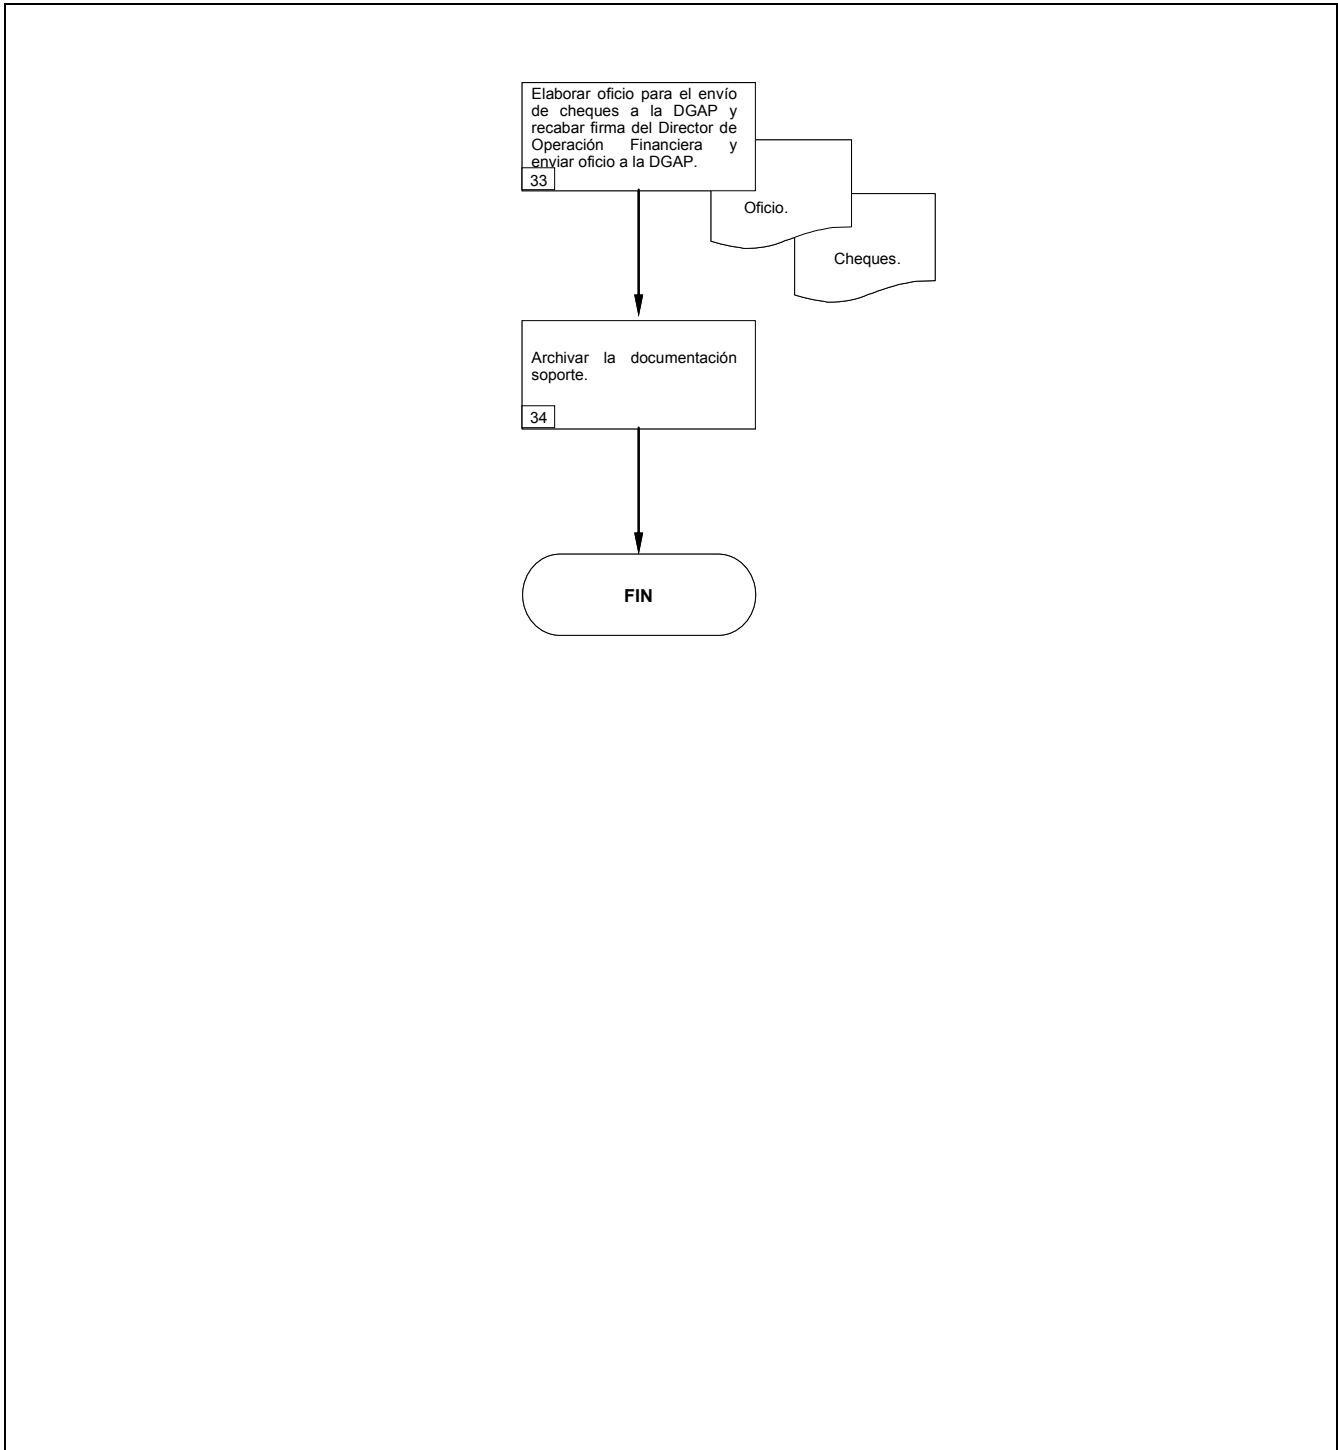 Elaborar oficio para el envío
de cheques a la DGAP y
recabar firma del Director de
Operación Financiera y
enviar oficio a la DGAP.
33
Oficio.
Cheques.
Archivar la documentación
soporte.
34
FIN